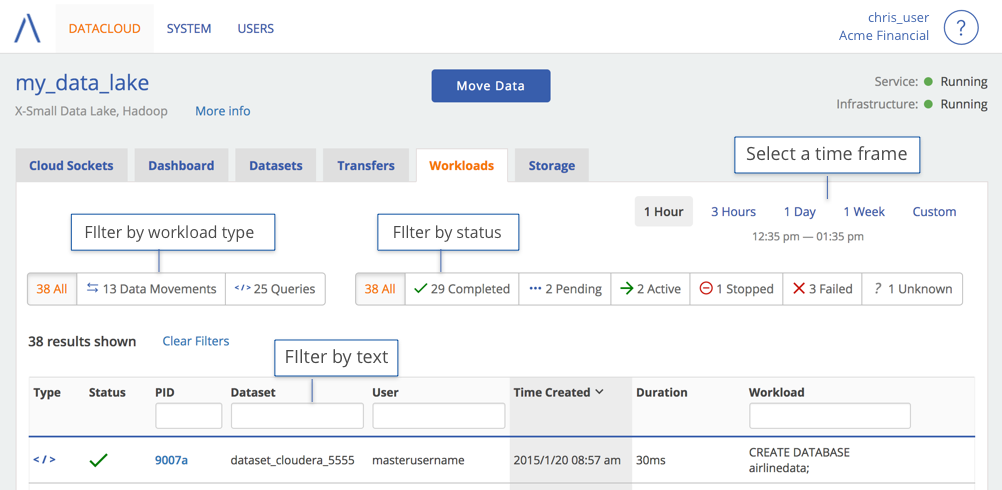 DATACLOUD SYSTEM USERS
chris_user
Acme Financial
?
my_data_lake
X-Small Data Lake, Hadoop More info
Move Data
Service: Running
Infrastructure: Running
Cloud Sockets Dashboard Datasets Transfers Workloads Storage
Select a time frame
1 Hour 3 Hours 1 Day 1 Week Custom
12:35 pm — 01:35 pm
FIlter by workload type
FIlter by status
38 All 13 Data Movements </> 25 Queries
38 All 29 Completed ••• 2 Pending 2 Active 1 Stopped 3 Failed ? 1 Unknown
38 results shown Clear Filters
FIlter by text
Type Status PID Dataset User Time Created Duration Workload
</> 9007a dataset_cloudera_5555 masterusername 2015/1/20 08:57 am 30ms CREATE DATABASE
airlinedata;